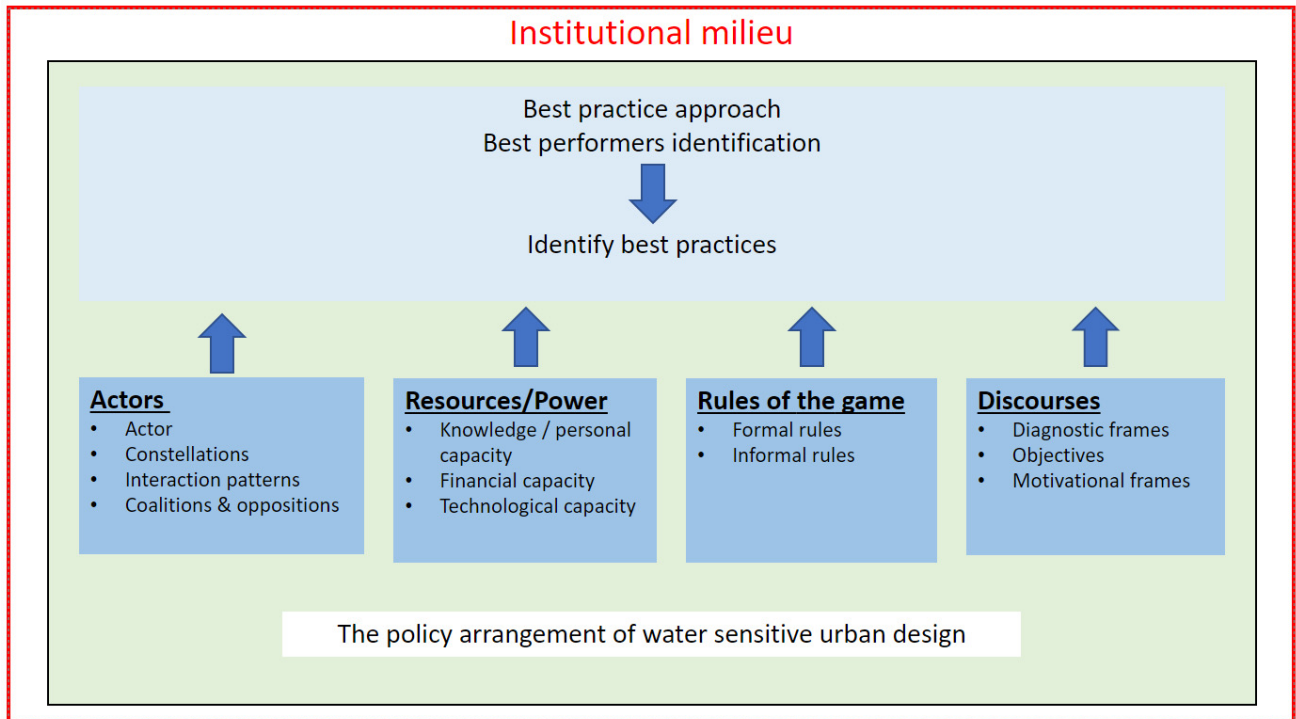 Institutional milieu
Best practice approach
Best performers identification
Identify best practices
Actors
• Actor
• Constellations
• Interaction patterns
• Coalitions & oppositions
Resources/Power
• Knowledge / personal
capacity
• Financial capacity
• Technological capacity
Rules of the game
• Formal rules
• Informal rules
Discourses
• Diagnostic frames
• Objectives
• Motivational frames
The policy arrangement of water sensitive urban design